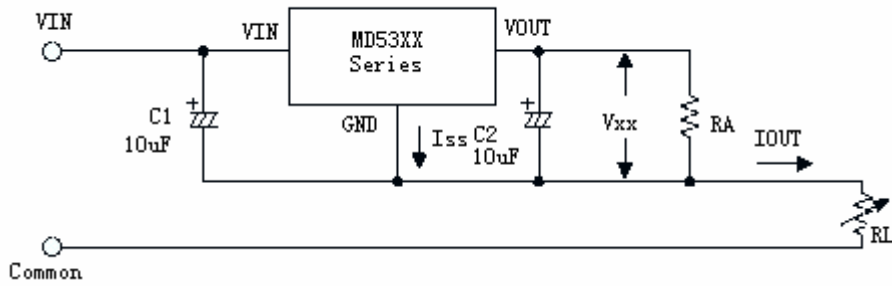 VIN
VIN
MD53XX
Series
VOUT
C1
10uF
GND
Iss
C2
10uF
Vxx
RA
IOUT
RL
Common